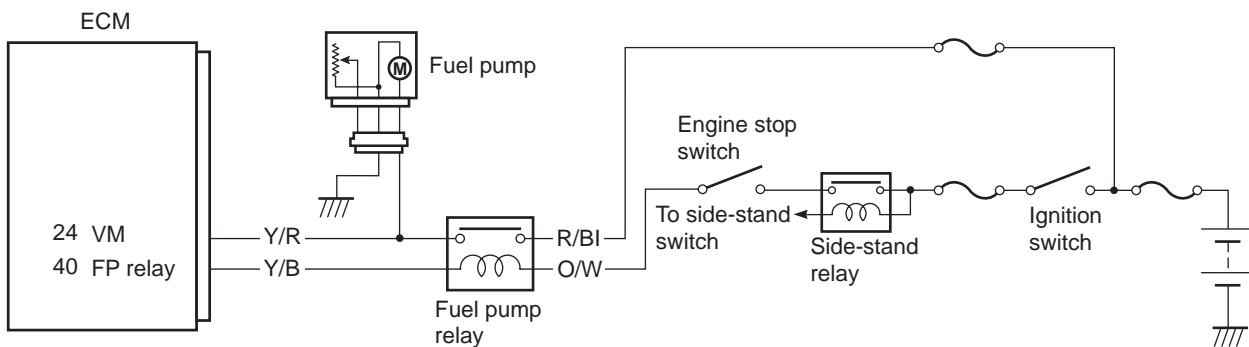 ECM
Fuel pump
M
Engine stop
switch
To side-stand
switch
Side-stand
relay
Ignition
switch
24 VM
40 FP relay
Y/R
Y/B
R/Bl
O/W
Fuel pump
relay